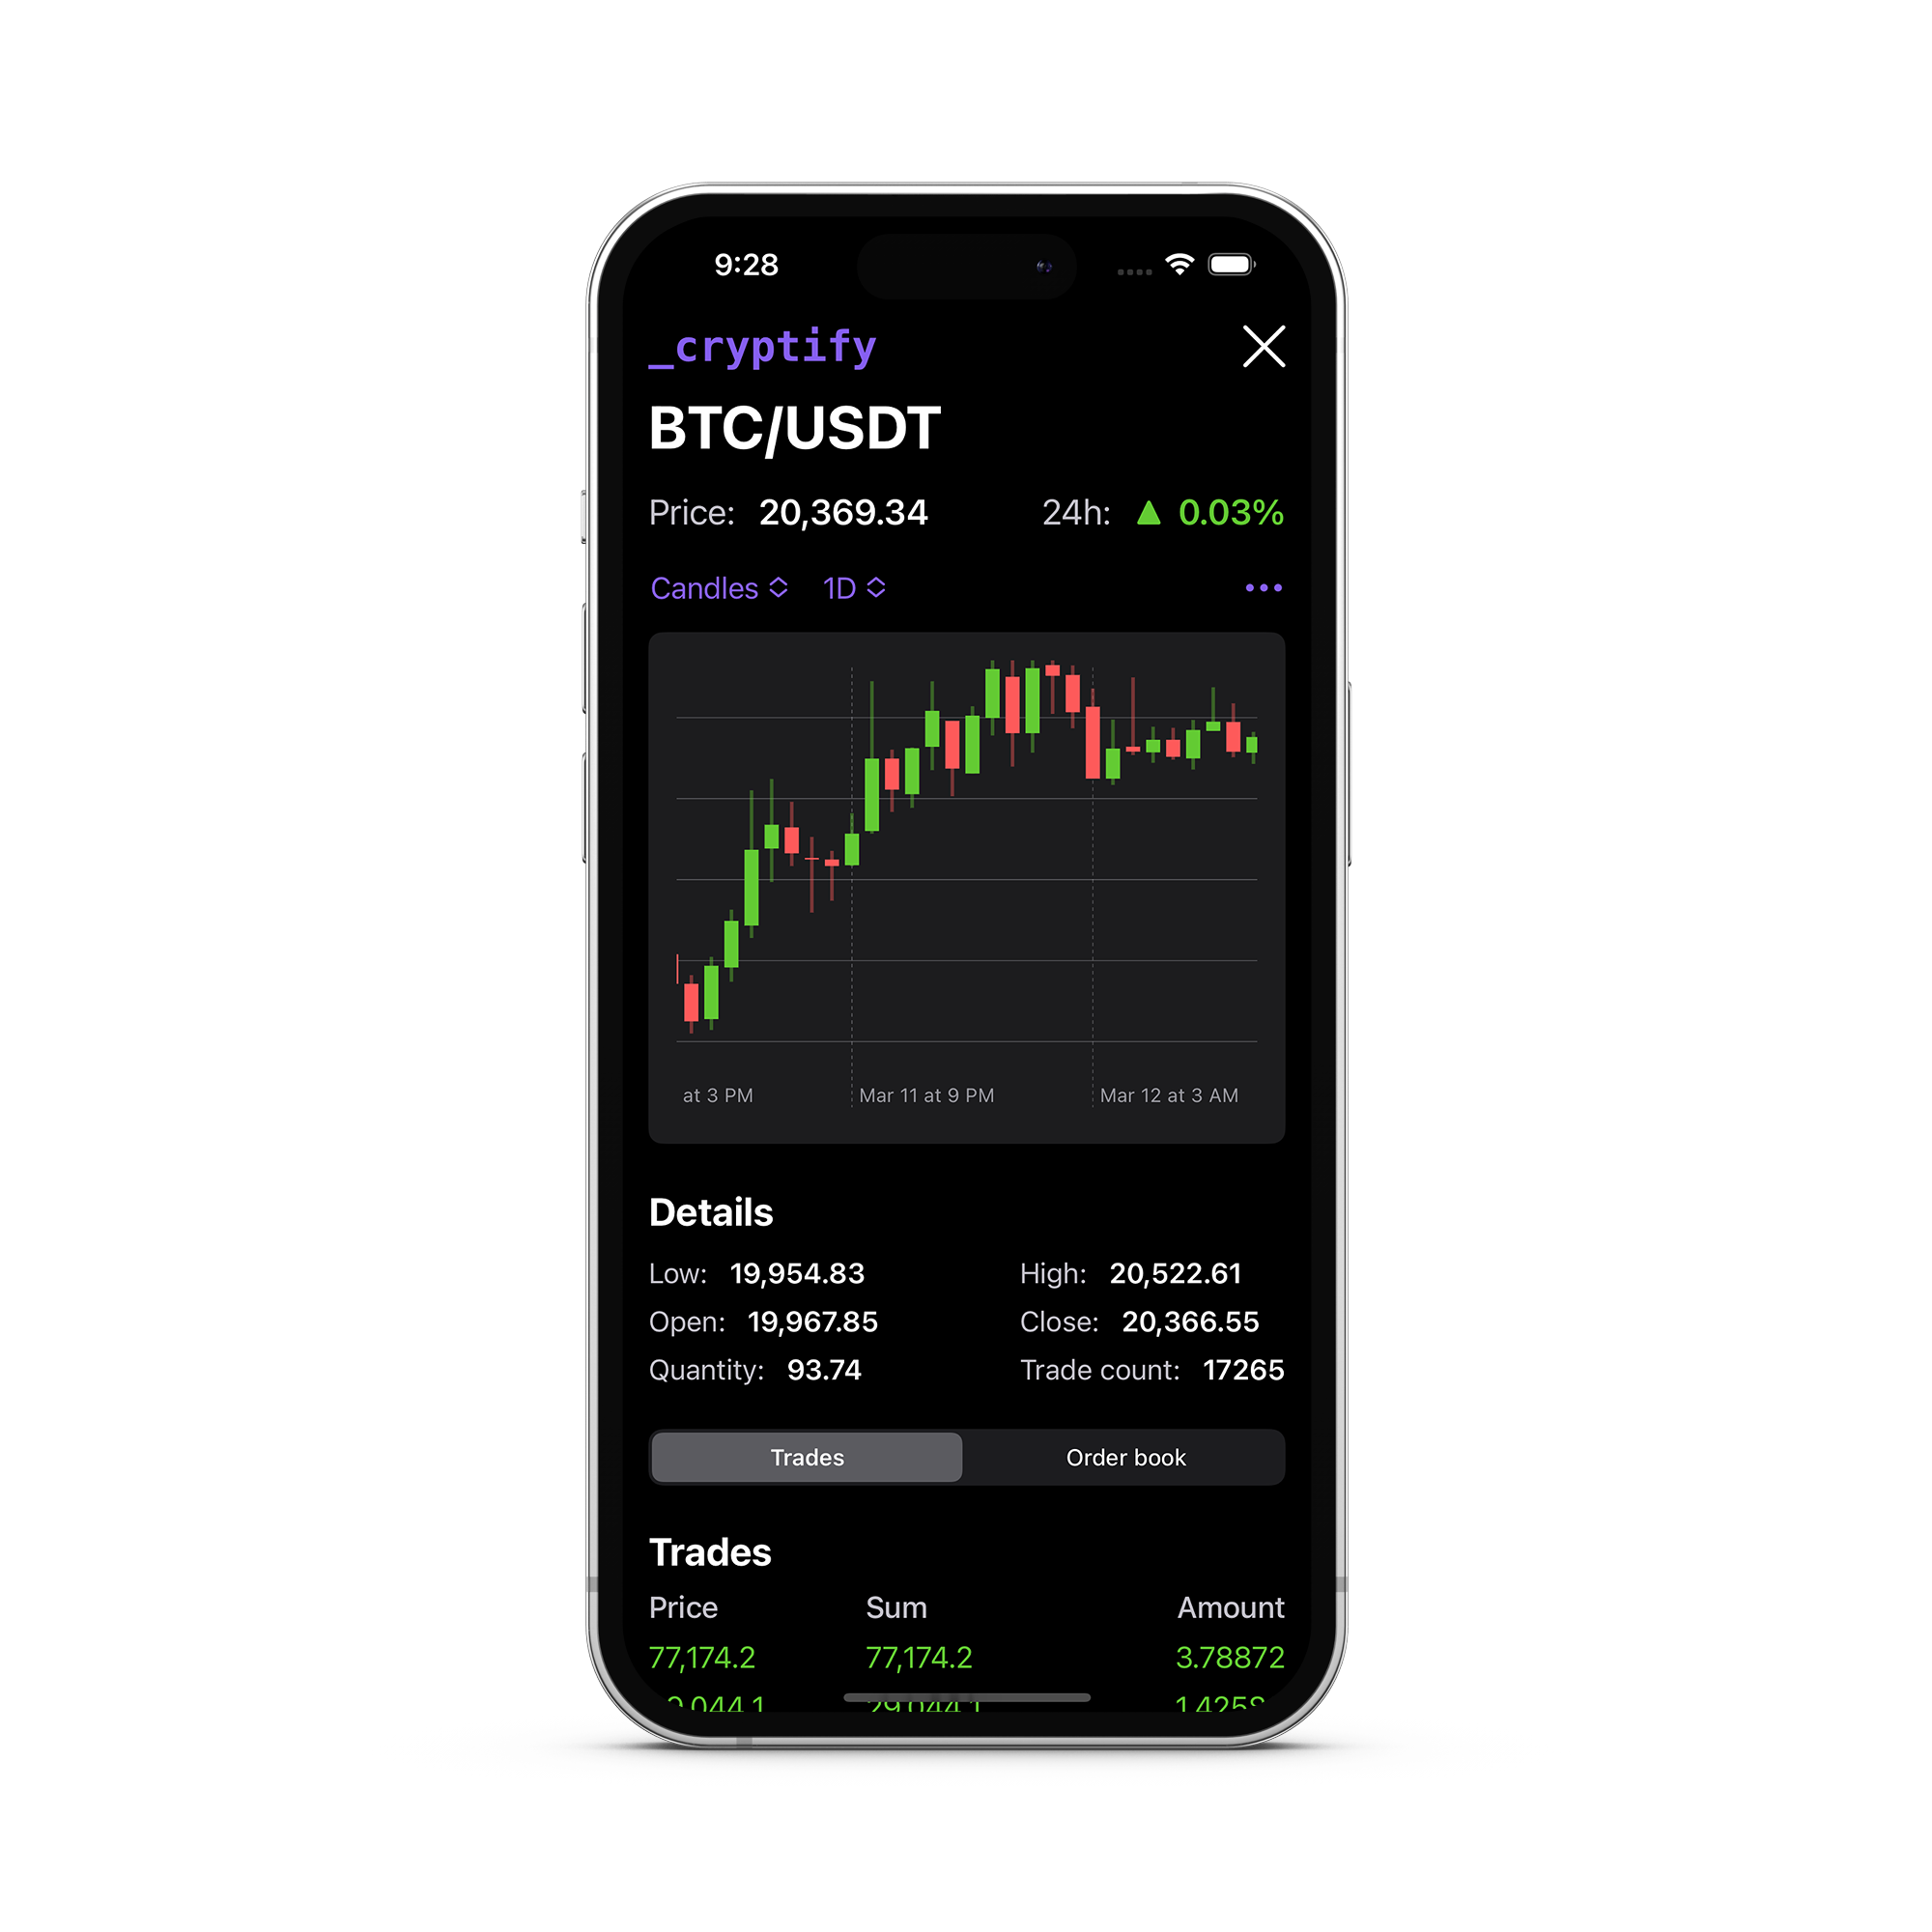 9:28
_cryptify
BTC/USDT
Price: 20,369.34 24h: ▲ 0.03%
Candles 1D
at 3 PM Mar 11 at 9 PM Mar 12 at 3 AM
Details
Low: 19,954.83 High: 20,522.61
Open: 19,967.85 Close: 20,366.55
Quantity: 93.74 Trade count: 17265
Trades Order book
Trades
Price Sum Amount
77,174.2 77,174.2 3.78872
29,044.1